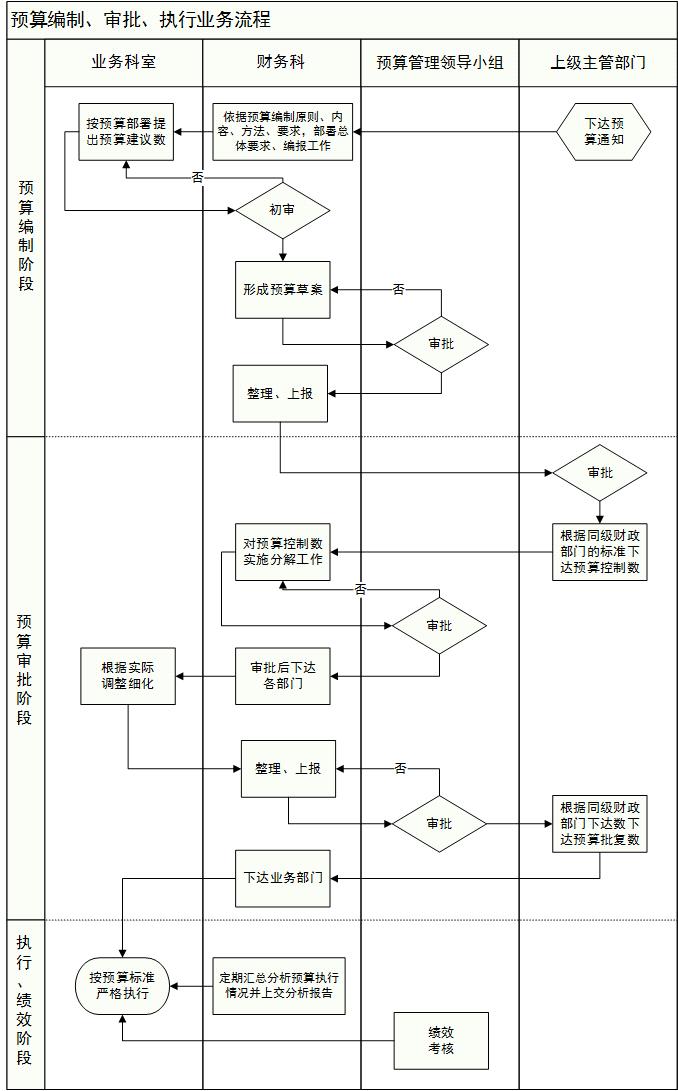 预算编制、审批、执行业务流程
业务科室
财务科
预算管理领导小组
上级主管部门
预算编制阶段
按预算部署提
出预算建议数
依据预算编制原则、内
容、方法、要求，部署总
体要求、编报工作
下达预
算通知
否
初审
形成预算草案
否
审批
整理、上报
预算审批阶段
审批
对预算控制数
实施分解工作
根据同级财政
部门的标准下
达预算控制数
否
审批
根据实际
调整细化
审批后下达
各部门
整理、上报
否
审批
根据同级财政
部门下达数下
达预算批复数
下达业务部门
执行、绩效阶段
按预算标准
严格执行
定期汇总分析预算执行
情况并上交分析报告
绩效
考核